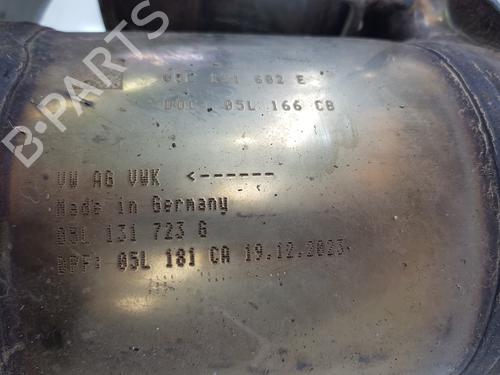 B-PARTS
602 E
05L 166 CB
VW AG VWK <------
Made in Germany
05L 131 723 G
DPF: 05L 181 CA 19.12.2023